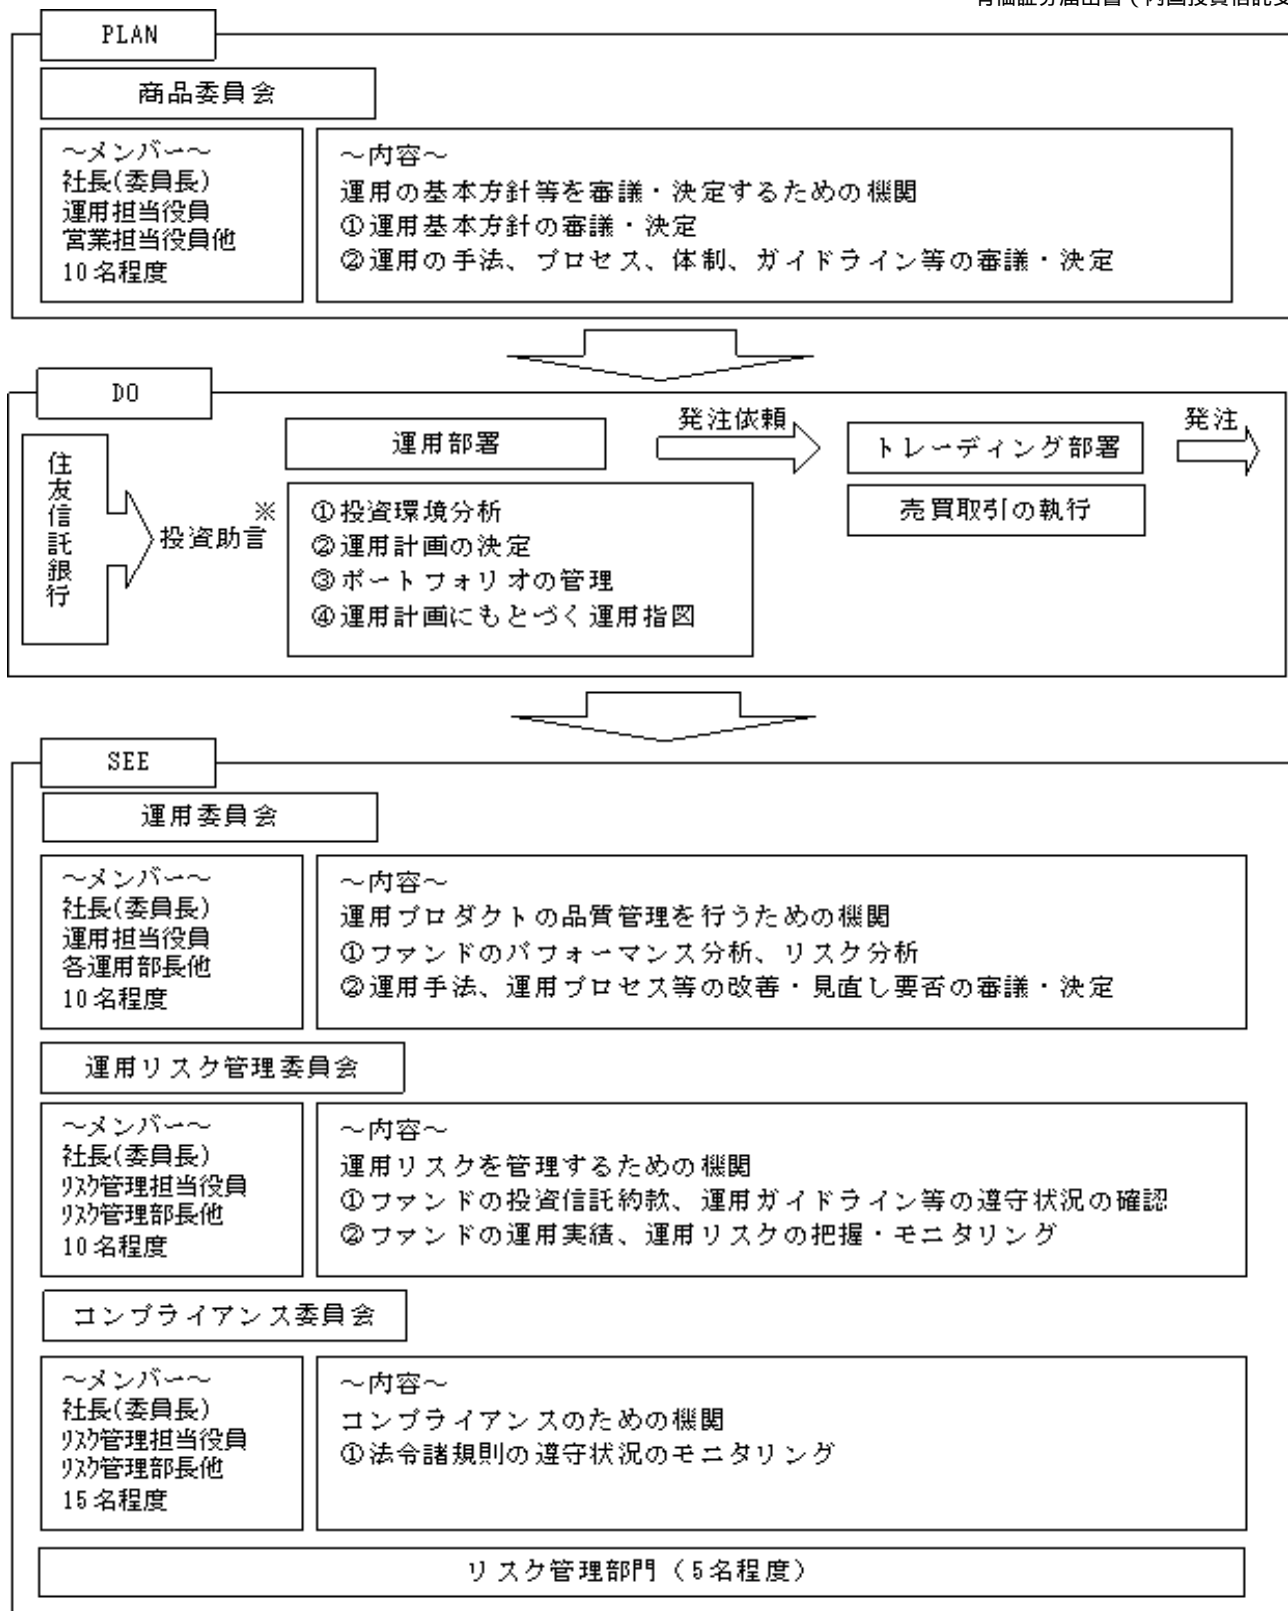 PLAN
商品委員会
～メンバー～
社長(委員長)
運用担当役員
営業担当役員他
10名程度
～内容～
運用の基本方針等を審議・決定するための機関
①運用基本方針の審議・決定
②運用の手法、プロセス、体制、ガイドライン等の審議・決定
DO
住友信託銀行
投資助言
※
運用部署
①投資環境分析
②運用計画の決定
③ポートフォリオの管理
④運用計画にもとづく運用指図
発注依頼
トレーディング部署
売買取引の執行
発注
SEE
運用委員会
～メンバー～
社長(委員長)
運用担当役員
各運用部長他
10名程度
～内容～
運用プロダクトの品質管理を行うための機関
①ファンドのパフォーマンス分析、リスク分析
②運用手法、運用プロセス等の改善・見直し要否の審議・決定
運用リスク管理委員会
～メンバー～
社長(委員長)
ﾘｽｸ管理担当役員
ﾘｽｸ管理部長他
10名程度
～内容～
運用リスクを管理するための機関
①ファンドの投資信託約款、運用ガイドライン等の遵守状況の確認
②ファンドの運用実績、運用リスクの把握・モニタリング
コンプライアンス委員会
～メンバー～
社長(委員長)
ﾘｽｸ管理担当役員
ﾘｽｸ管理部長他
15名程度
～内容～
コンプライアンスのための機関
①法令諸規則の遵守状況のモニタリング
リスク管理部門（5名程度）